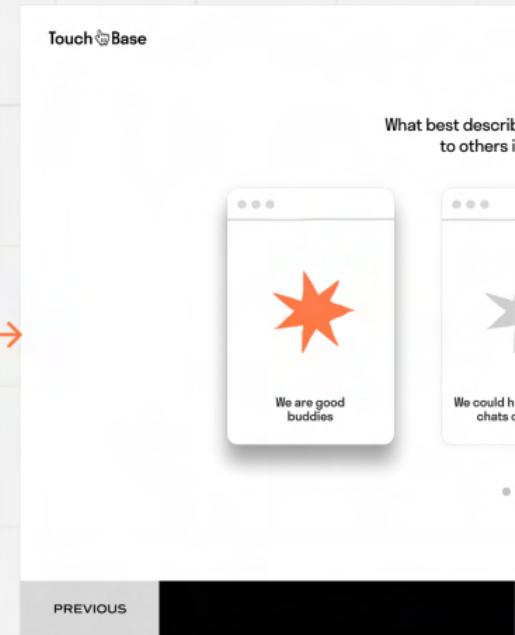 Touch Base
What best describ
to others i
We are good
buddies
We could h
chats
PREVIOUS